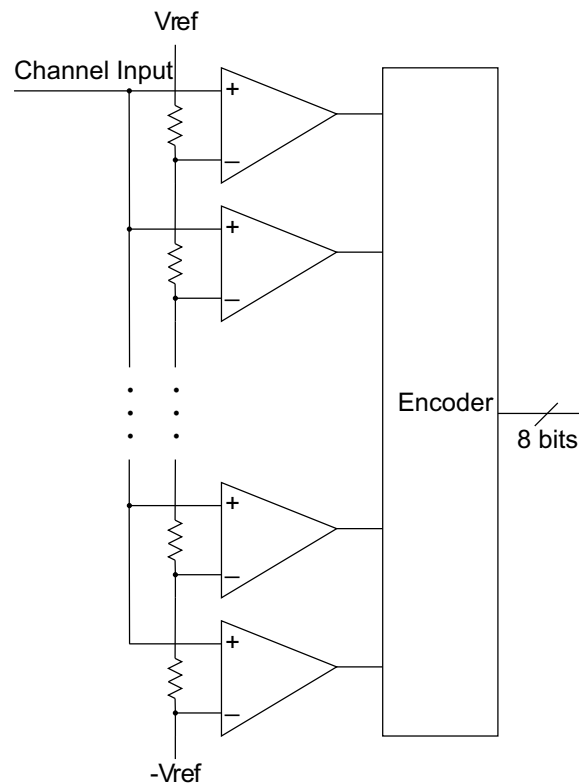 Vref
Channel Input
+
–
+
–
Encoder
8 bits
+
–
+
–
-Vref